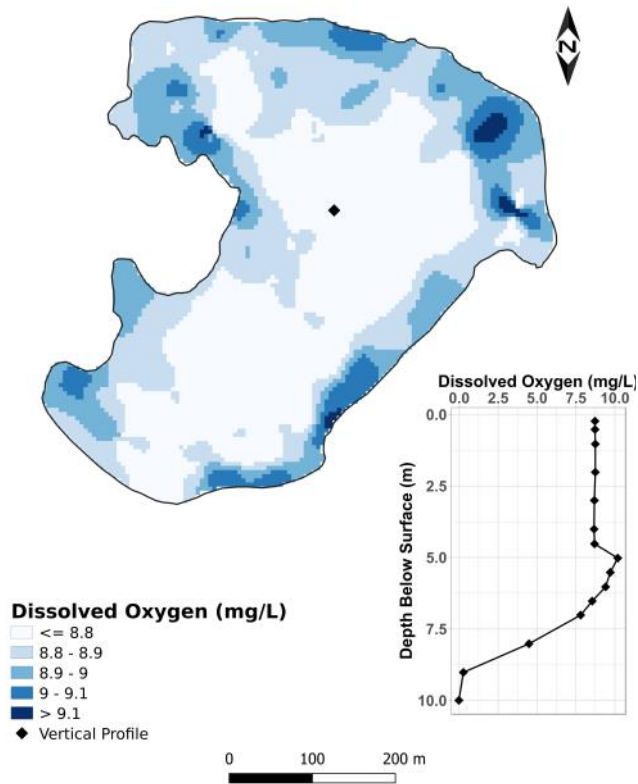 N
Dissolved Oxygen (mg/L)
0.0 2.5 5.0 7.5 10.0
0.0
2.5
5.0
7.5
10.0
Depth Below Surface (m)
Dissolved Oxygen (mg/L)
<= 8.8
8.8 - 8.9
8.9 - 9
9 - 9.1
> 9.1
Vertical Profile
0 100 200 m